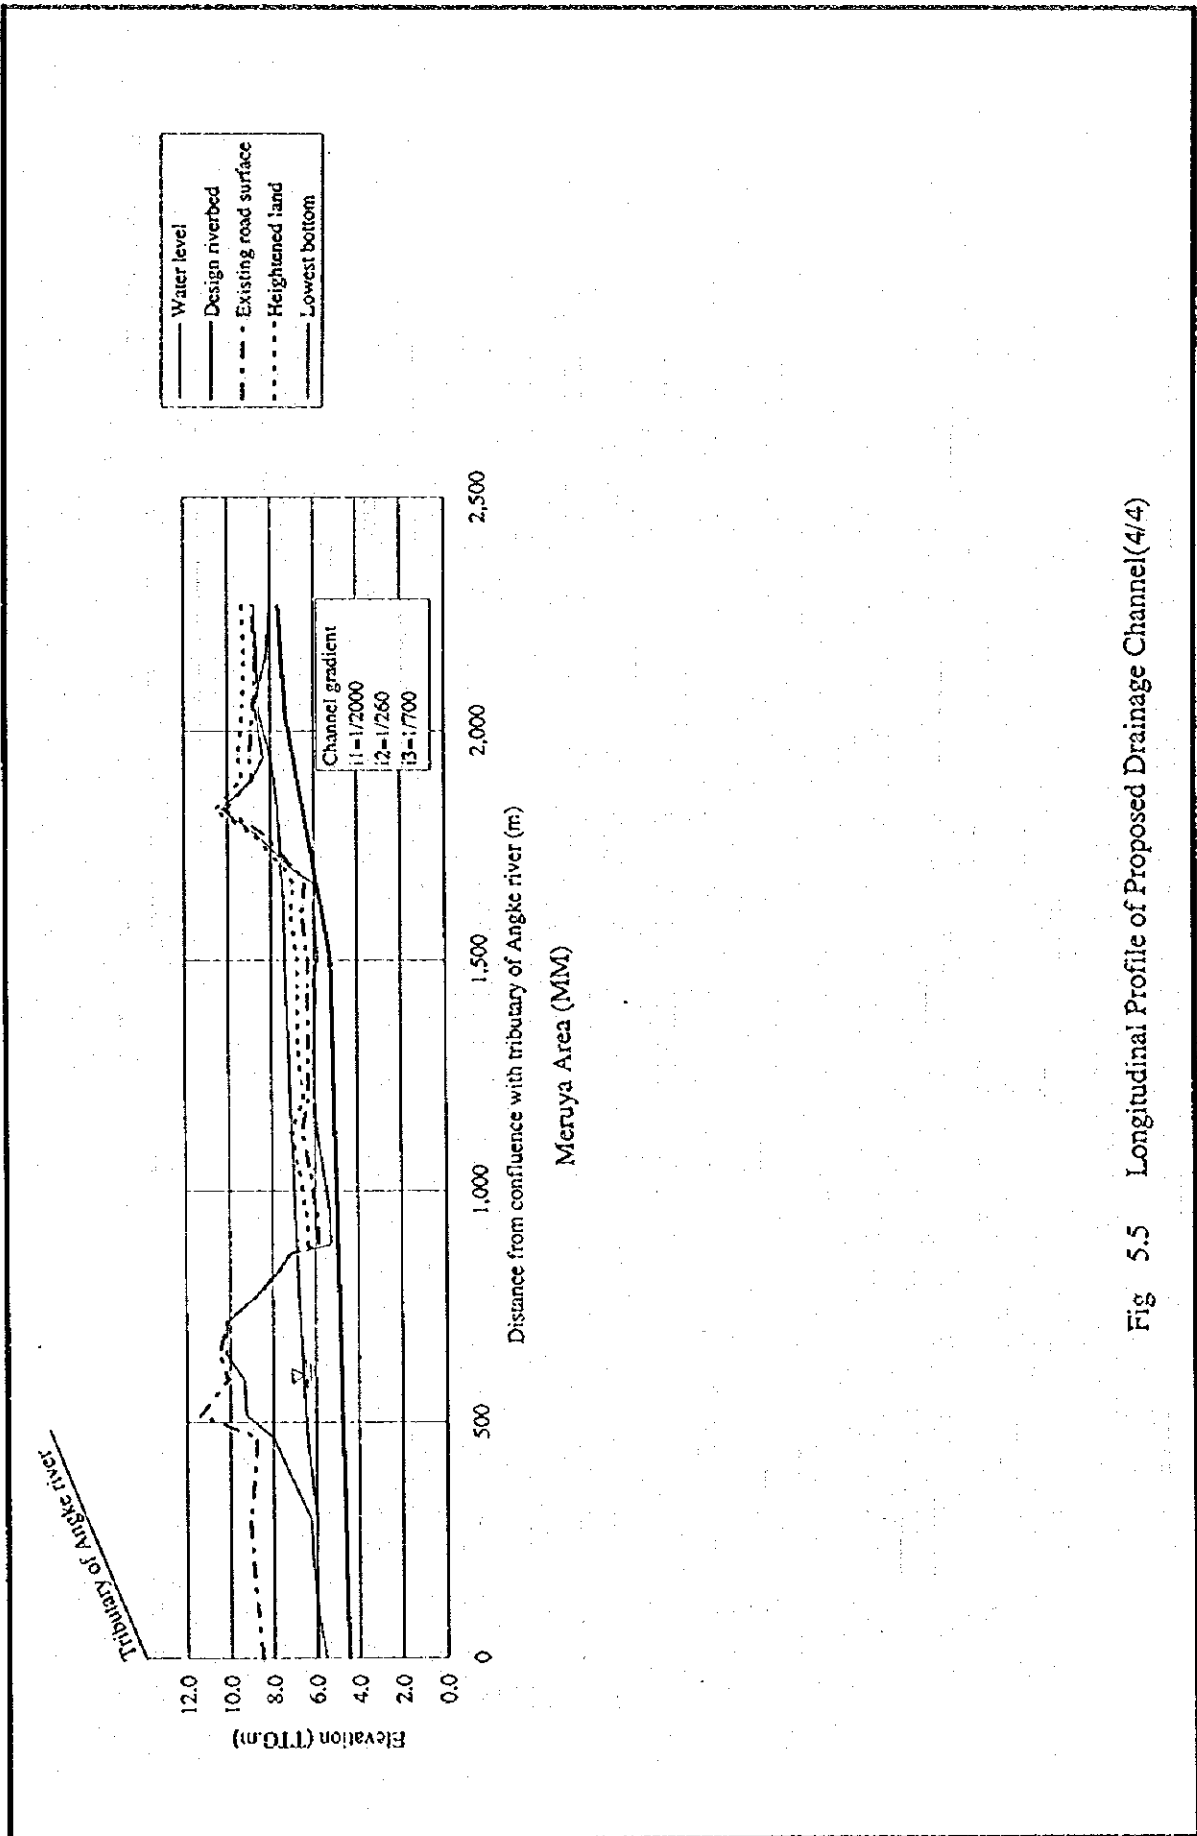 Tributary of Angke river
Elevation (TTG.m)
12.0
10.0
8.0
6.0
4.0
2.0
0.0
0
500
1,000
1,500
2,000
2,500
Channel gradient
i1=1/2000
i2=1/260
i3=1/700
Water level
Design riverbed
Existing road surface
Heightened land
Lowest bottom
Distance from confluence with tributary of Angke river (m)
Meruya Area (MM)
Fig 5.5 Longitudinal Profile of Proposed Drainage Channel(4/4)